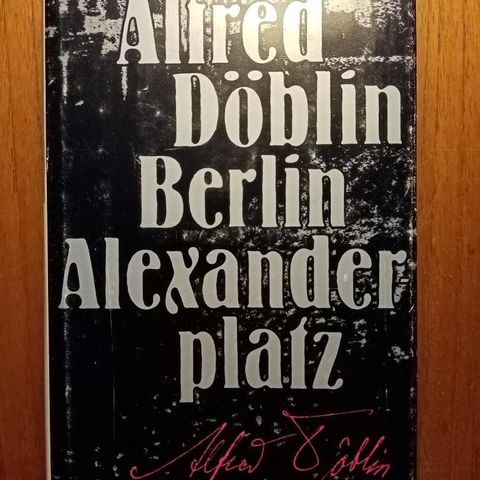 Alfred
Döblin
Berlin
Alexander
platz
Alfred Döblin